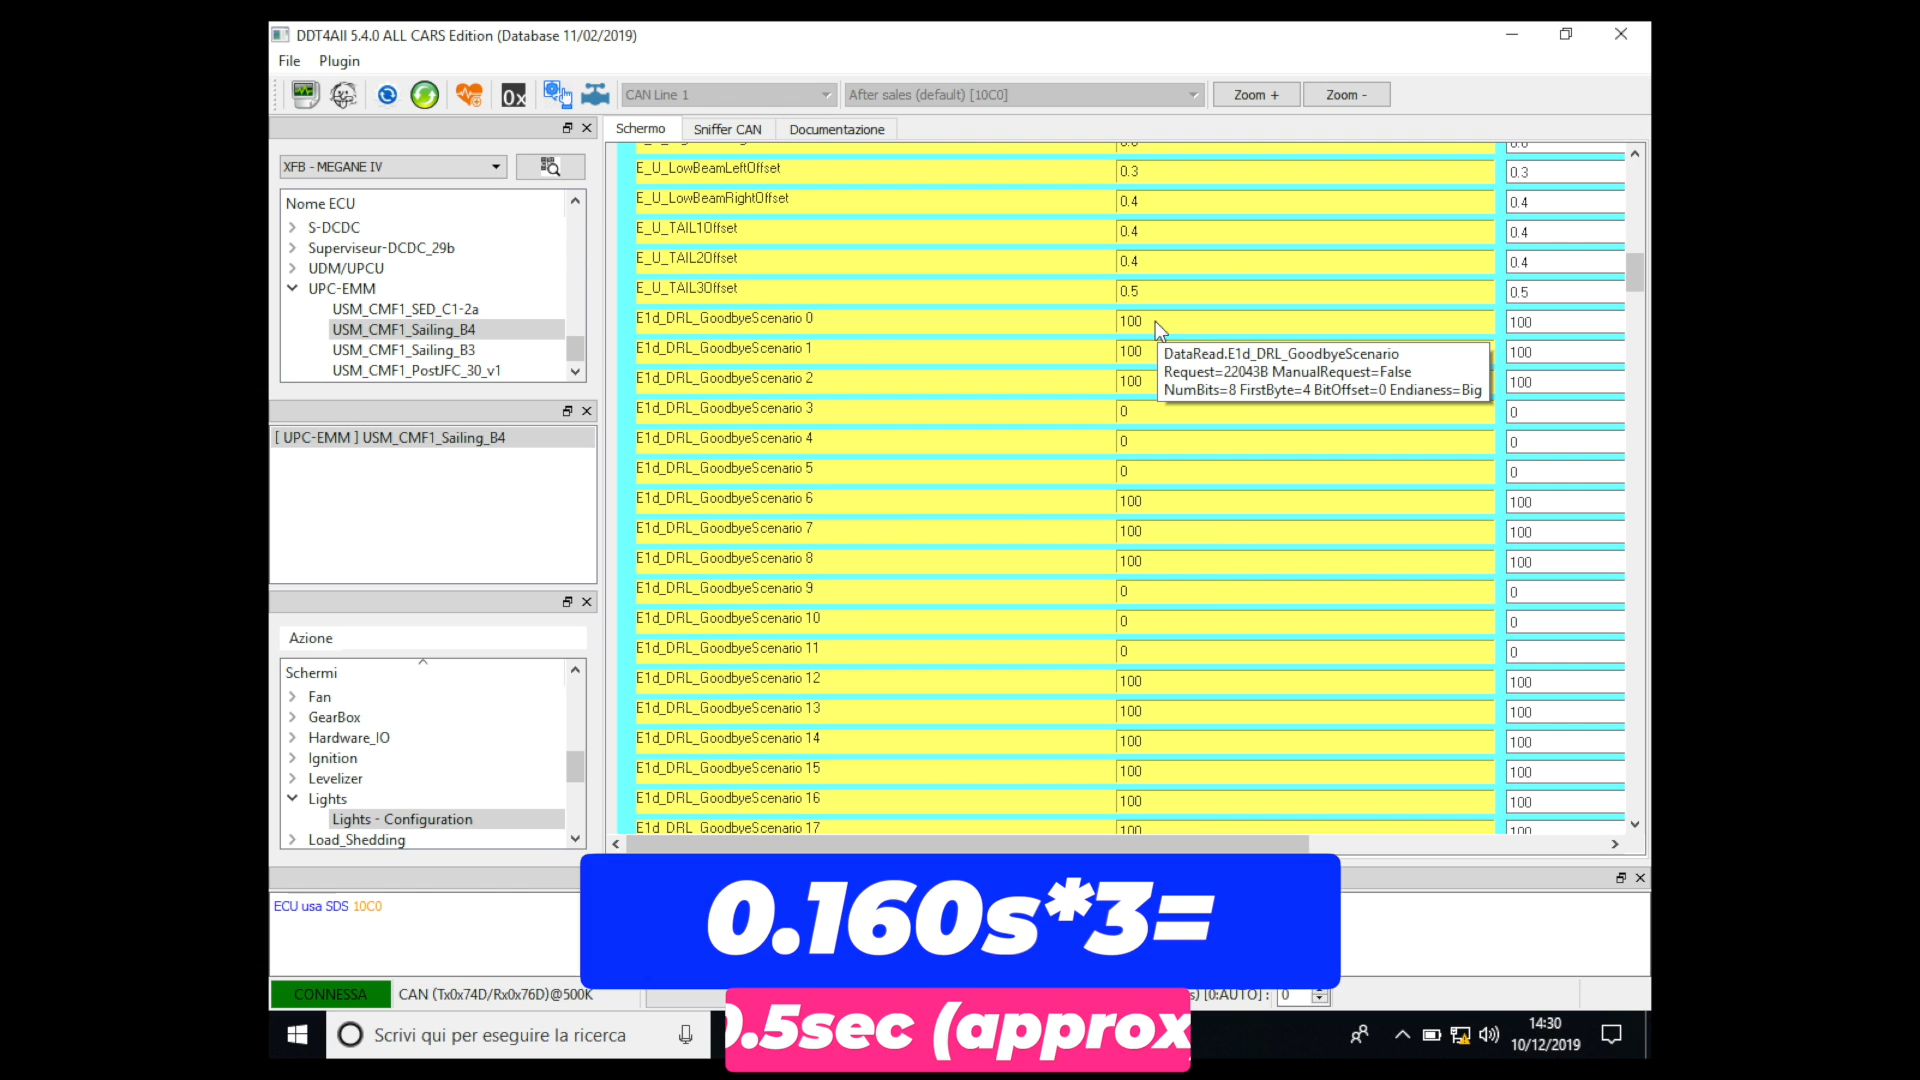 DDT4All 5.4.0 ALL CARS Edition (Database 11/02/2019)
File Plugin
0x
CAN Line 1
After sales (default) [10C0]
Zoom +
Zoom -
Schermo
Sniffer CAN
Documentazione
XFB - MEGANE IV
Nome ECU
S-DCDC
Superviseur-DCDC_29b
UDM/UPCU
UPC-EMM
USM_CMF1_SED_C1-2a
USM_CMF1_Sailing_B4
USM_CMF1_Sailing_B3
USM_CMF1_PostJFC_30_v1
[ UPC-EMM ] USM_CMF1_Sailing_B4
Azione
Schermi
Fan
GearBox
Hardware_IO
Ignition
Levelizer
Lights
Lights - Configuration
Load_Shedding
E_U_LowBeamLeftOffset 0.3 0.3
E_U_LowBeamRightOffset 0.4 0.4
E_U_TAIL1Offset 0.4 0.4
E_U_TAIL2Offset 0.4 0.4
E_U_TAIL3Offset 0.5 0.5
E1d_DRL_GoodbyeScenario 0 100 100
E1d_DRL_GoodbyeScenario 1 100 100
E1d_DRL_GoodbyeScenario 2 100 100
E1d_DRL_GoodbyeScenario 3 0 0
E1d_DRL_GoodbyeScenario 4 0 0
E1d_DRL_GoodbyeScenario 5 0 0
E1d_DRL_GoodbyeScenario 6 100 100
E1d_DRL_GoodbyeScenario 7 100 100
E1d_DRL_GoodbyeScenario 8 100 100
E1d_DRL_GoodbyeScenario 9 0 0
E1d_DRL_GoodbyeScenario 10 0 0
E1d_DRL_GoodbyeScenario 11 0 0
E1d_DRL_GoodbyeScenario 12 100 100
E1d_DRL_GoodbyeScenario 13 100 100
E1d_DRL_GoodbyeScenario 14 100 100
E1d_DRL_GoodbyeScenario 15 100 100
E1d_DRL_GoodbyeScenario 16 100 100
E1d_DRL_GoodbyeScenario 17 100 100
DataRead.E1d_DRL_GoodbyeScenario
Request=22043B ManualRequest=False
NumBits=8 FirstByte=4 BitOffset=0 Endianess=Big
ECU usa SDS 10C0
0.160s*3=
0.5sec (approx
CONNESSA
CAN (Tx0x74D/Rx0x76D)@500K
s) [0:AUTO] : 0
Scrivi qui per eseguire la ricerca
14:30
10/12/2019